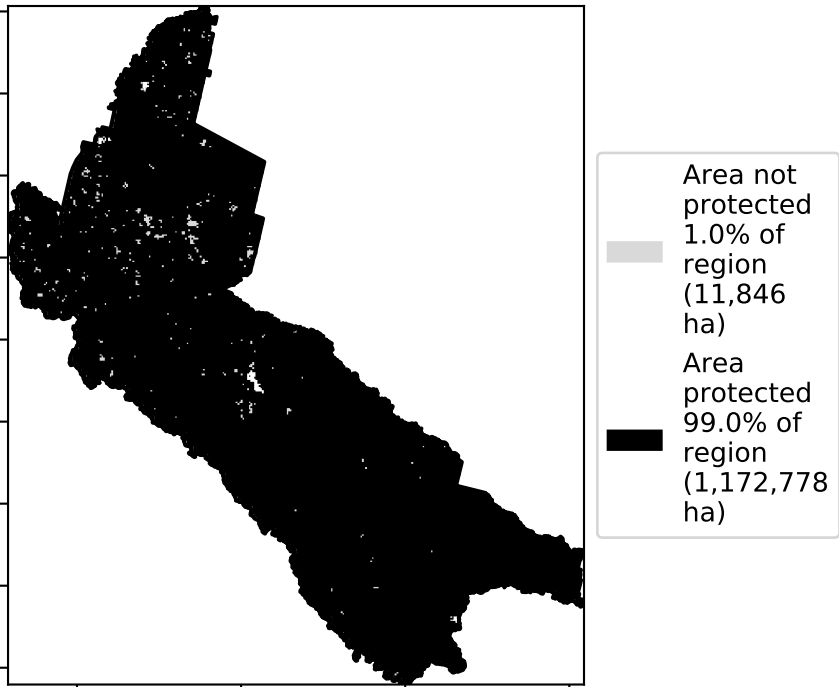 Area not
protected
1.0% of
region
(11,846
ha)
Area
protected
99.0% of
region
(1,172,778
ha)